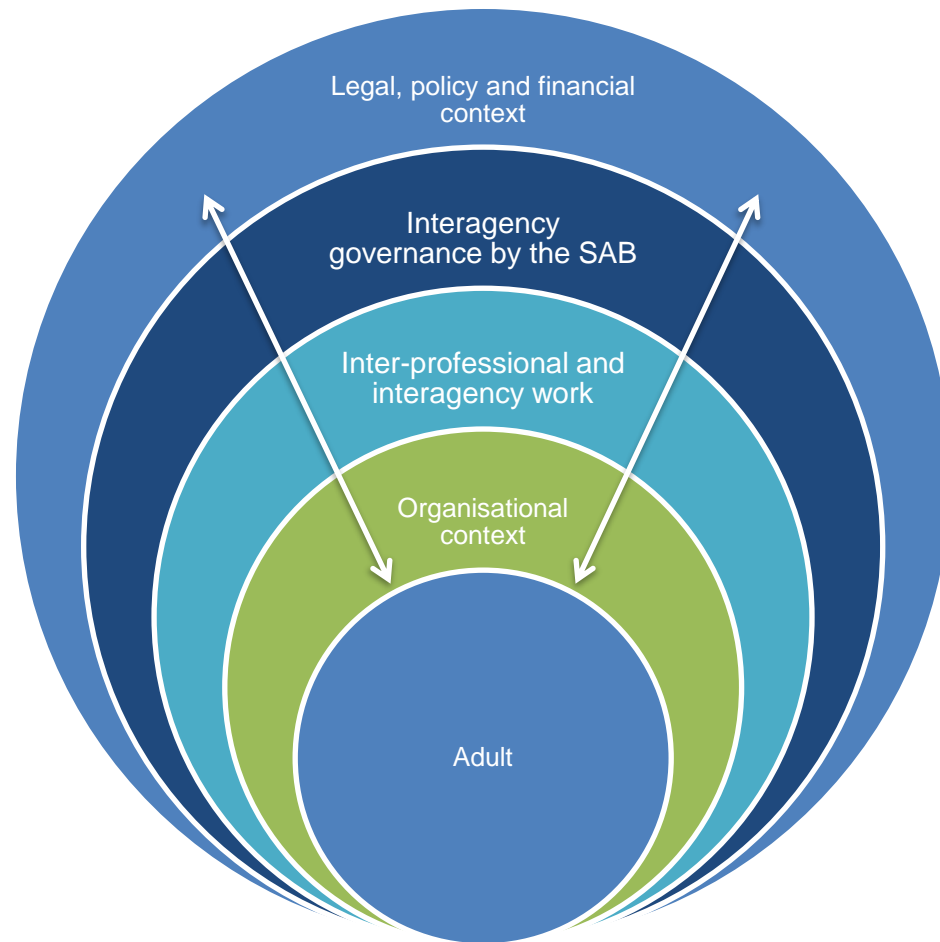 Legal, policy and financial
context
Interagency
governance by the SAB
Inter-professional and
interagency work
Organisational
context
Adult